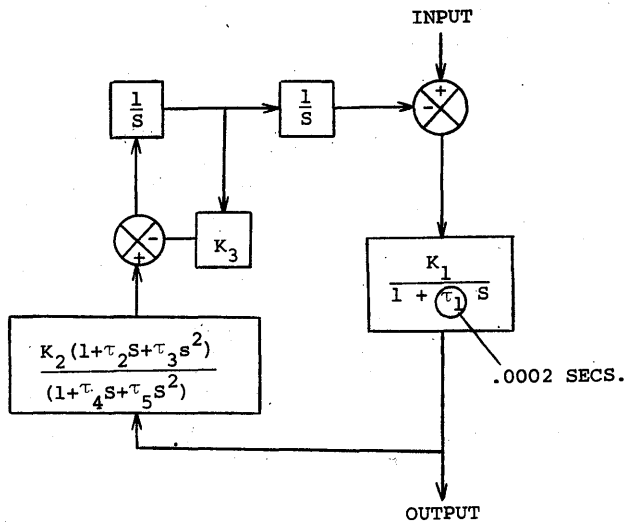 INPUT
1
S
1
S
+
-
-
+
K3
K1
1 + τ1 S
.0002 SECS.
K2(1+τ2S+τ3S²)
(1+τ4S+τ5S²)
OUTPUT